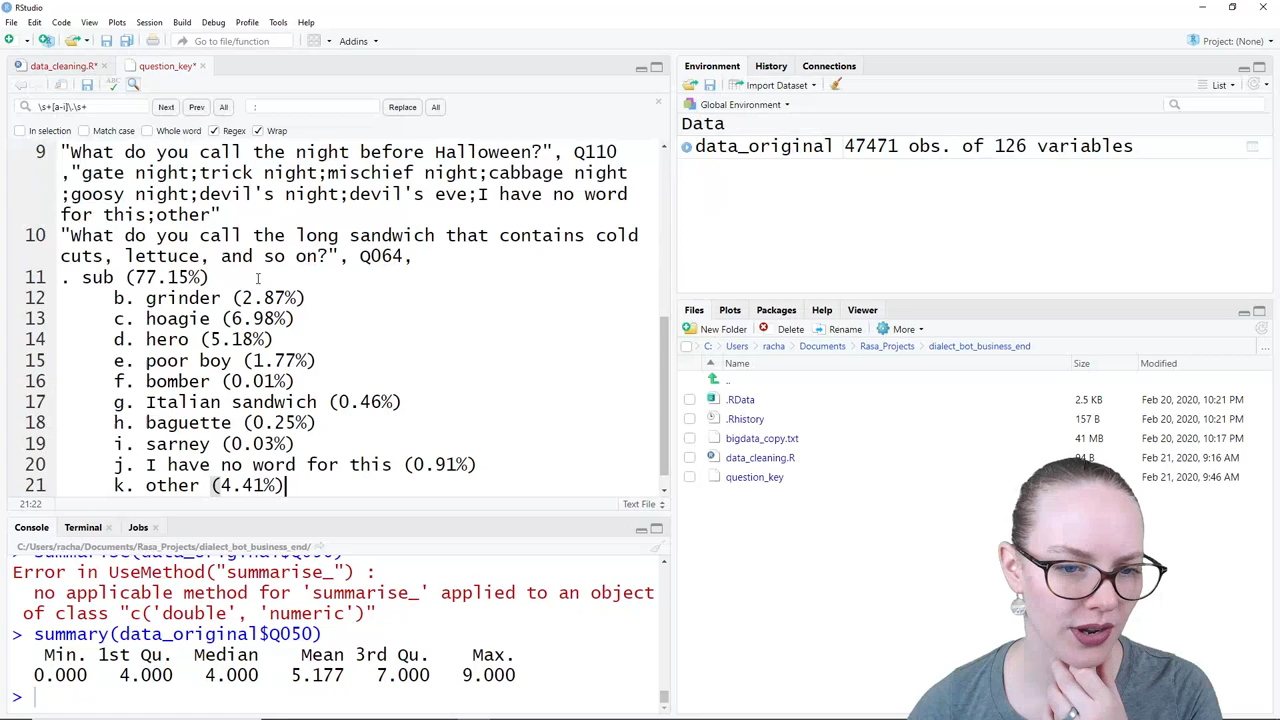 RStudio
File Edit Code View Plots Session Build Debug Profile Tools Help
Go to file/function Addins Project: (None)
data_cleaning.R* question_key*
\s+[a-i]\.\s+ Next Prev All : Replace All
In selection Match case Whole word Regex Wrap
9 "What do you call the night before Halloween?", Q110
,"gate night;trick night;mischief night;cabbage night
;goosy night;devil's night;devil's eve;I have no word
for this;other"
10 "What do you call the long sandwich that contains cold
cuts, lettuce, and so on?", Q064,
11 . sub (77.15%)
12 b. grinder (2.87%)
13 c. hoagie (6.98%)
14 d. hero (5.18%)
15 e. poor boy (1.77%)
16 f. bomber (0.01%)
17 g. Italian sandwich (0.46%)
18 h. baguette (0.25%)
19 i. sarney (0.03%)
20 j. I have no word for this (0.91%)
21 k. other (4.41%)
21:22 Text File
Console Terminal Jobs
C:/Users/racha/Documents/Rasa_Projects/dialect_bot_business_end/
> summarise(data_original$Q050)
Error in UseMethod("summarise_") :
no applicable method for 'summarise_' applied to an object
of class "c('double', 'numeric')"
> summary(data_original$Q050)
Min. 1st Qu. Median Mean 3rd Qu. Max.
0.000 4.000 4.000 5.177 7.000 9.000
>
Environment History Connections
Import Dataset List
Global Environment
Data
data_original 47471 obs. of 126 variables
Files Plots Packages Help Viewer
New Folder Delete Rename More
C: Users racha Documents Rasa_Projects dialect_bot_business_end ...
Name Size Modified
..
.RData 2.5 KB Feb 20, 2020, 10:21 PM
.Rhistory 157 B Feb 20, 2020, 10:21 PM
bigdata_copy.txt 41 MB Feb 20, 2020, 10:17 PM
data_cleaning.R B Feb 21, 2020, 9:16 AM
question_key Feb 21, 2020, 9:46 AM